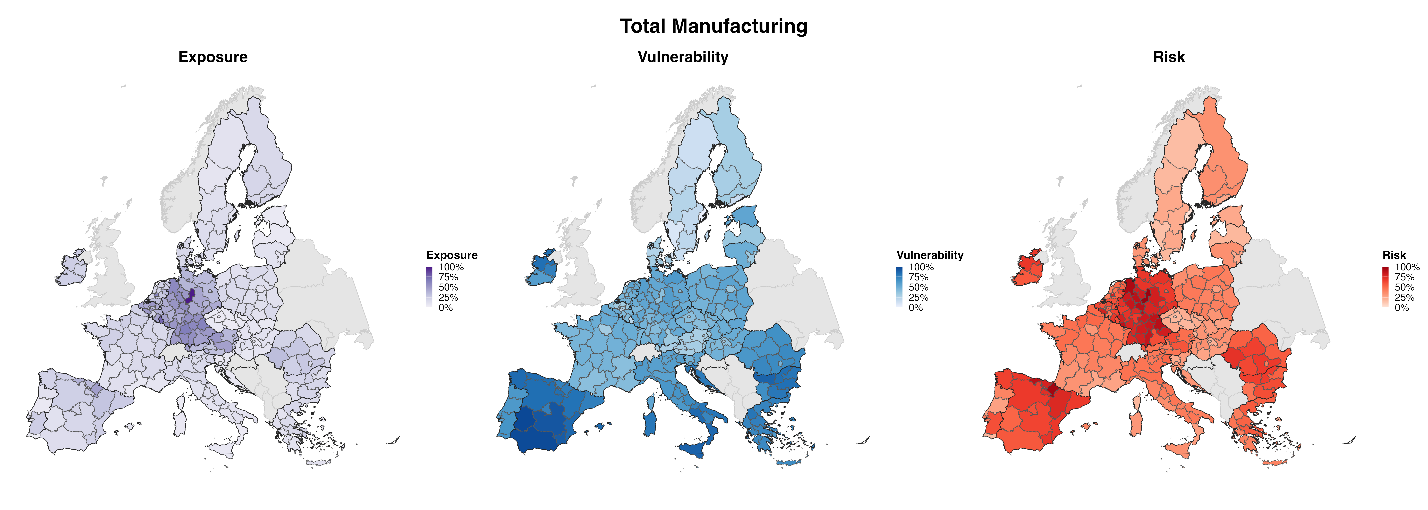 Total Manufacturing
Exposure
Vulnerability
Risk
Exposure
100%
75%
50%
25%
0%
Vulnerability
100%
75%
50%
25%
0%
Risk
100%
75%
50%
25%
0%